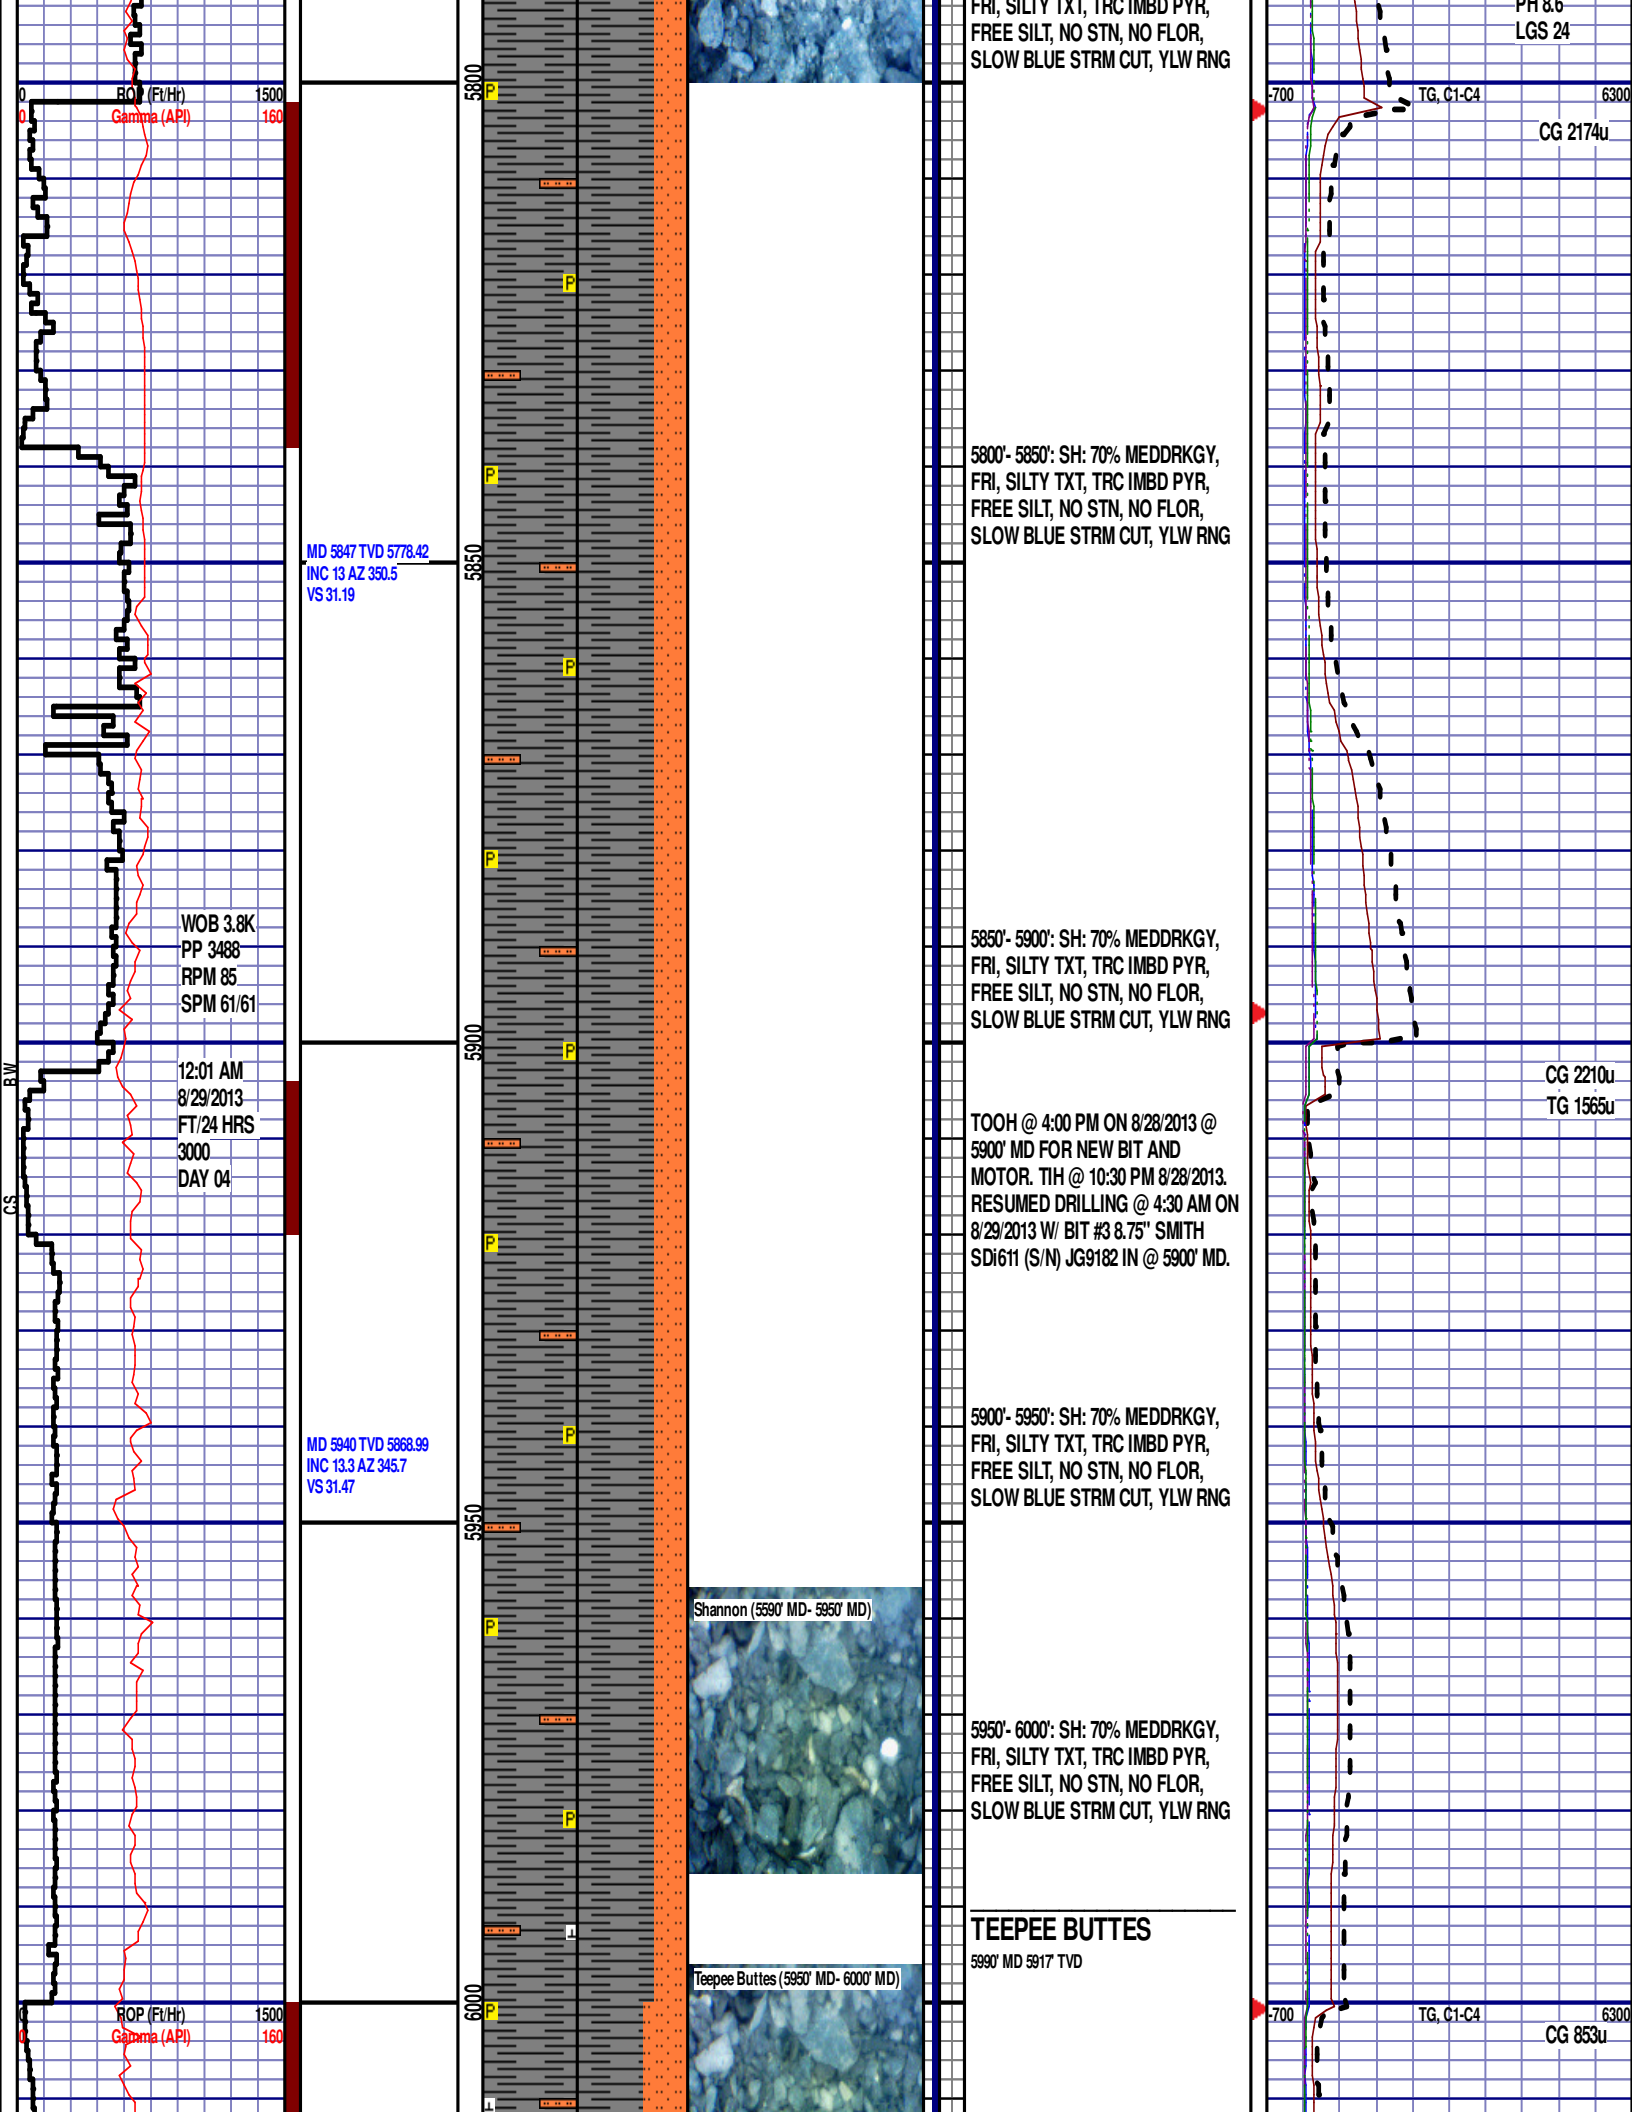 FRI, SILTY TXT, TRC IMBD PYR,
FREE SILT, NO STN, NO FLOR,
SLOW BLUE STRM CUT, YLW RNG
PH 8.6
LGS 24
5800
0 ROP (Ft/Hr) 1500
0 Gamma (API) 160
-700 TG, C1-C4 6300
CG 2174u
P
P
5800'- 5850': SH: 70% MEDDRKGY,
FRI, SILTY TXT, TRC IMBD PYR,
FREE SILT, NO STN, NO FLOR,
SLOW BLUE STRM CUT, YLW RNG
P
MD 5847 TVD 5778.42
INC 13 AZ 350.5
VS 31.19
5850
P
P
WOB 3.8K
PP 3488
RPM 85
SPM 61/61
5850'- 5900': SH: 70% MEDDRKGY,
FRI, SILTY TXT, TRC IMBD PYR,
FREE SILT, NO STN, NO FLOR,
SLOW BLUE STRM CUT, YLW RNG
5900
P
BW
12:01 AM
8/29/2013
FT/24 HRS
3000
DAY 04
CG 2210u
TG 1565u
CS
TOOH @ 4:00 PM ON 8/28/2013 @
5900' MD FOR NEW BIT AND
MOTOR. TIH @ 10:30 PM 8/28/2013.
RESUMED DRILLING @ 4:30 AM ON
8/29/2013 W/ BIT #3 8.75" SMITH
SDi611 (S/N) JG9182 IN @ 5900' MD.
P
P
MD 5940 TVD 5868.99
INC 13.3 AZ 345.7
VS 31.47
5900'- 5950': SH: 70% MEDDRKGY,
FRI, SILTY TXT, TRC IMBD PYR,
FREE SILT, NO STN, NO FLOR,
SLOW BLUE STRM CUT, YLW RNG
5950
Shannon (5590' MD- 5950' MD)
P
5950'- 6000': SH: 70% MEDDRKGY,
FRI, SILTY TXT, TRC IMBD PYR,
FREE SILT, NO STN, NO FLOR,
SLOW BLUE STRM CUT, YLW RNG
P
TEEPEE BUTTES
5990' MD 5917' TVD
Teepee Buttes (5950' MD- 6000' MD)
6000
P
0 ROP (Ft/Hr) 1500
0 Gamma (API) 160
-700 TG, C1-C4 6300
CG 853u